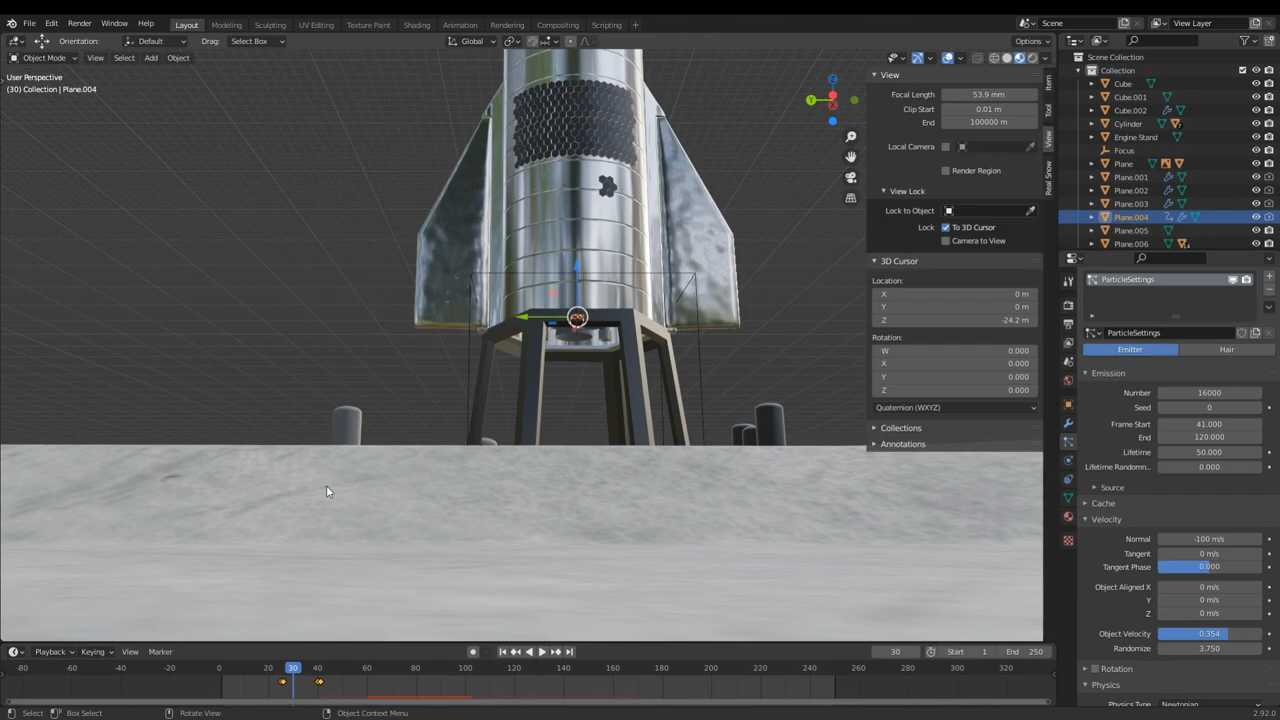 File Edit Render Window Help Layout Modeling Sculpting UV Editing Texture Paint Shading Animation Rendering Compositing Scripting + Scene View Layer
Orientation: Default Drag: Select Box Global Options
Object Mode View Select Add Object
User Perspective
(30) Collection | Plane.004
Z
Y
View
Focal Length 53.9 mm
Clip Start 0.01 m
End 100000 m
Local Camera
Render Region
View Lock
Lock to Object
Lock To 3D Cursor
Camera to View
3D Cursor
Location:
X 0 m
Y 0 m
Z -24.2 m
Rotation:
W 0.000
X 0.000
Y 0.000
Z 0.000
Quaternion (WXYZ)
Collections
Annotations
Item
Tool
View
Real Snow
Scene Collection
Collection
Cube
Cube.001
Cube.002
Cylinder
Engine Stand
Focus
Plane
Plane.001
Plane.002
Plane.003
Plane.004
Plane.005
Plane.006
ParticleSettings
ParticleSettings
Emitter Hair
Emission
Number 16000
Seed 0
Frame Start 41.000
End 120.000
Lifetime 50.000
Lifetime Randomn.. 0.000
Source
Cache
Velocity
Normal -100 m/s
Tangent 0 m/s
Tangent Phase 0.000
Object Aligned X 0 m/s
Y 0 m/s
Z 0 m/s
Object Velocity 0.354
Randomize 3.750
Rotation
Physics
Physics Type Newtonian
Playback Keying View Marker 30 Start 1 End 250
-80 -60 -40 -20 0 20 30 40 60 80 100 120 140 160 180 200 220 240 260 280 300 320
Select Box Select Rotate View Object Context Menu 2.92.0